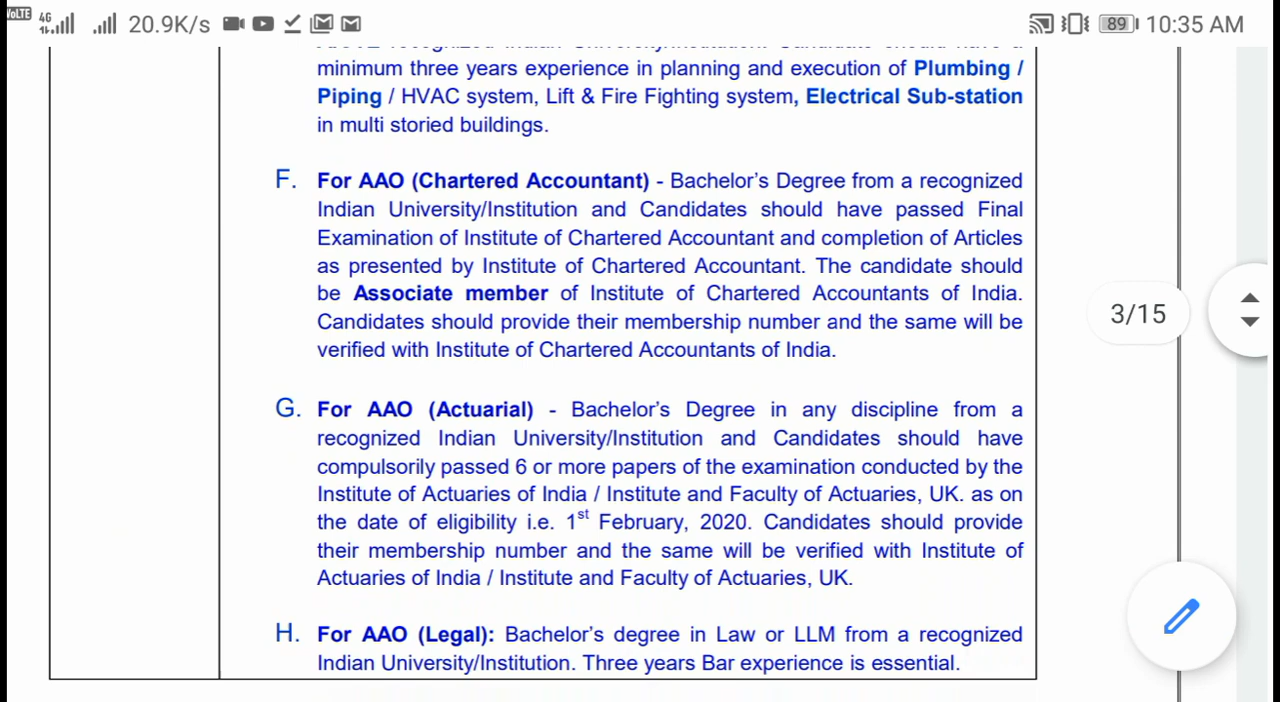 VoLTE 4G 20.9K/s 89 10:35 AM
minimum three years experience in planning and execution of Plumbing /
Piping / HVAC system, Lift & Fire Fighting system, Electrical Sub-station
in multi storied buildings.
F. For AAO (Chartered Accountant) - Bachelor's Degree from a recognized
Indian University/Institution and Candidates should have passed Final
Examination of Institute of Chartered Accountant and completion of Articles
as presented by Institute of Chartered Accountant. The candidate should
be Associate member of Institute of Chartered Accountants of India.
Candidates should provide their membership number and the same will be
verified with Institute of Chartered Accountants of India.
3/15
G. For AAO (Actuarial) - Bachelor's Degree in any discipline from a
recognized Indian University/Institution and Candidates should have
compulsorily passed 6 or more papers of the examination conducted by the
Institute of Actuaries of India / Institute and Faculty of Actuaries, UK. as on
the date of eligibility i.e. 1st February, 2020. Candidates should provide
their membership number and the same will be verified with Institute of
Actuaries of India / Institute and Faculty of Actuaries, UK.
H. For AAO (Legal): Bachelor's degree in Law or LLM from a recognized
Indian University/Institution. Three years Bar experience is essential.